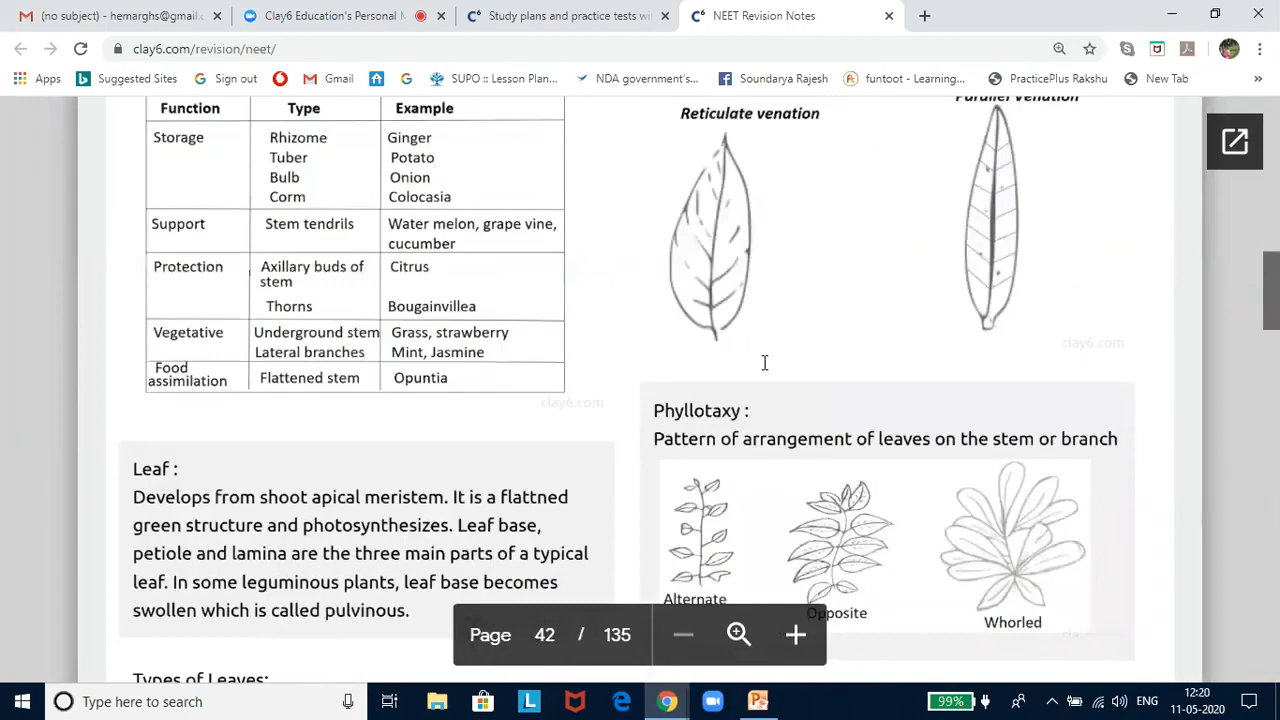 (no subject) - hemarghs@gmail.
Clay6 Education's Personal M
Study plans and practice tests wi
NEET Revision Notes
clay6.com/revision/neet/
Apps
Suggested Sites
Sign out
Gmail
SUPO :: Lesson Plan...
NDA government's...
Soundarya Rajesh
funtoot - Learning...
PracticePlus Rakshu
New Tab
»
Function Type Example
Storage Rhizome Ginger
Tuber Potato
Bulb Onion
Corm Colocasia
Support Stem tendrils Water melon, grape vine,
cucumber
Protection Axillary buds of Citrus
stem
Thorns Bougainvillea
Vegetative Underground stem Grass, strawberry
Lateral branches Mint, Jasmine
Food
assimilation Flattened stem Opuntia
clay6.com
Leaf :
Develops from shoot apical meristem. It is a flattned
green structure and photosynthesizes. Leaf base,
petiole and lamina are the three main parts of a typical
leaf. In some leguminous plants, leaf base becomes
swollen which is called pulvinous.
Types of Leaves:
Reticulate venation
Parallel Venation
clay6.com
Phyllotaxy :
Pattern of arrangement of leaves on the stem or branch
Alternate
Opposite
Whorled
Page 42 / 135
Type here to search
99%
ENG
12:20
11-05-2020